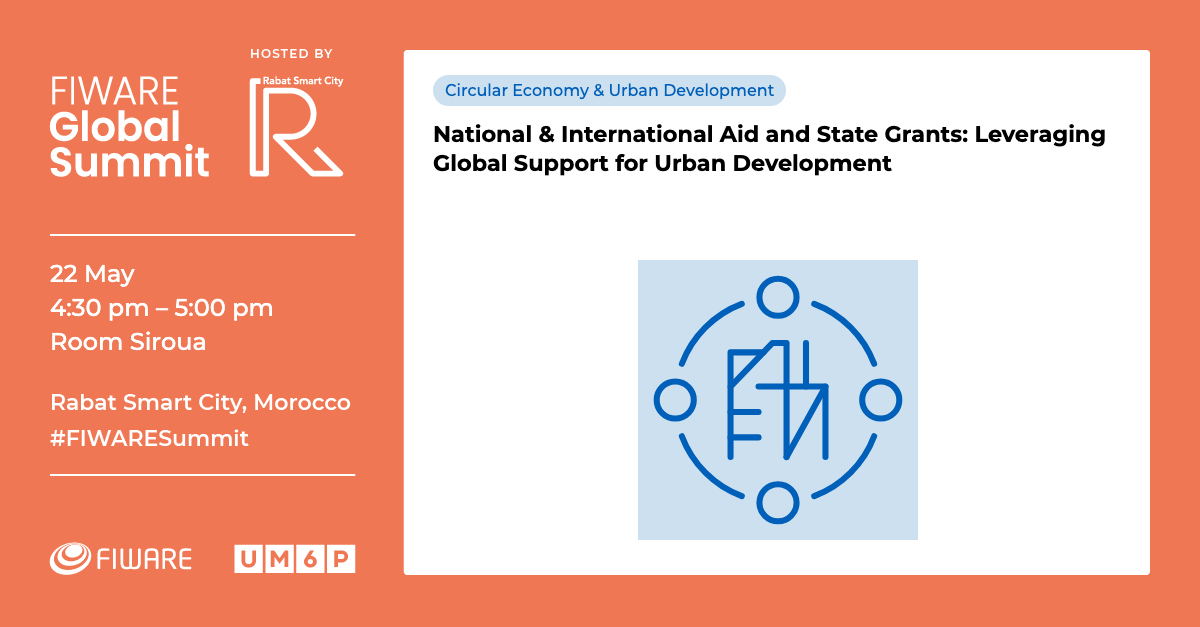 FIWARE
Global
Summit
HOSTED BY
Rabat Smart City
R
22 May
4:30 pm – 5:00 pm
Room Siroua
Rabat Smart City, Morocco
#FIWARESummit
FIWARE
UM6P
Circular Economy & Urban Development
National & International Aid and State Grants: Leveraging
Global Support for Urban Development